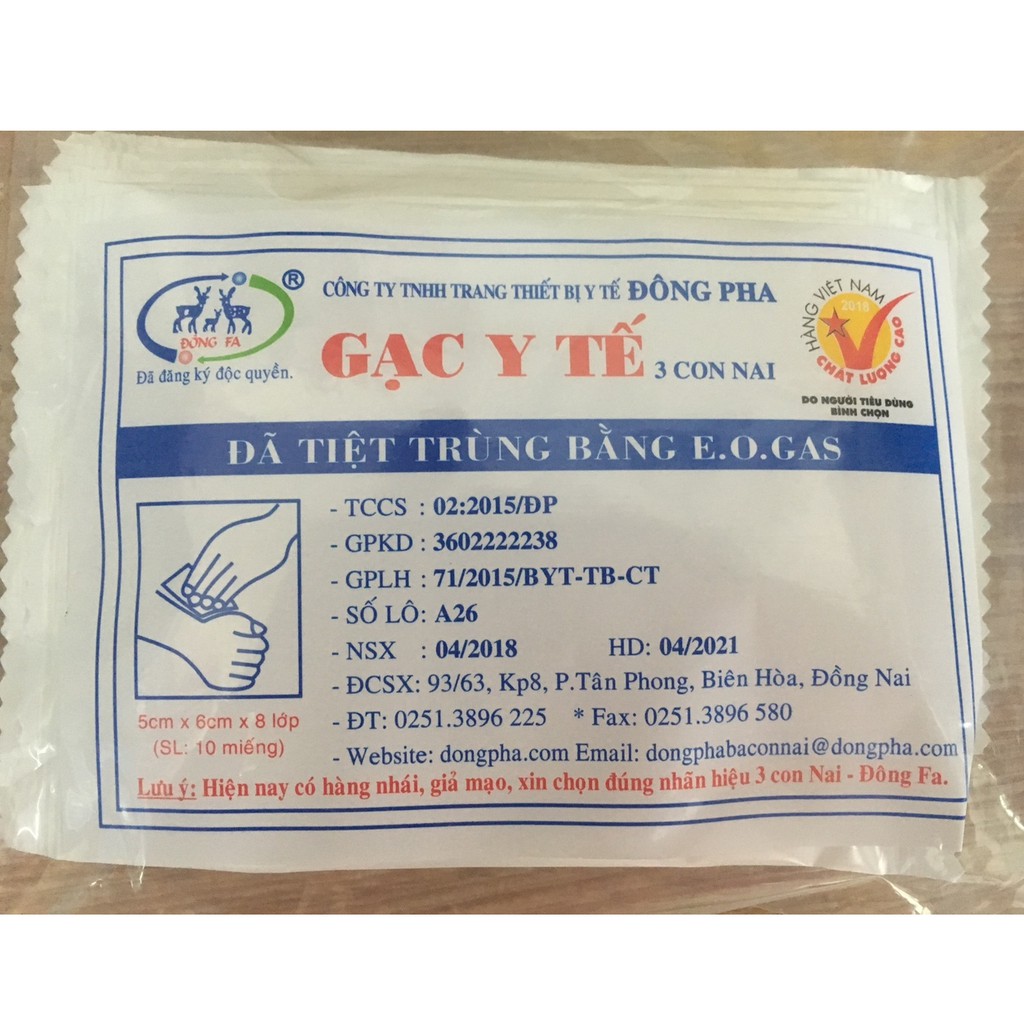 ®
ĐÔNG FA
Đã đăng ký độc quyền.
CÔNG TY TNHH TRANG THIẾT BỊ Y TẾ ĐÔNG PHA
GẠC Y TẾ 3 CON NAI
HÀNG VIỆT NAM
2018
CHẤT LƯỢNG CAO
DO NGƯỜI TIÊU DÙNG
BÌNH CHỌN
ĐÃ TIỆT TRÙNG BẰNG E.O.GAS
- TCCS : 02:2015/ĐP
- GPKD : 3602222238
- GPLH : 71/2015/BYT-TB-CT
- SỐ LÔ: A26
- NSX : 04/2018 HD: 04/2021
- ĐCSX: 93/63, Kp8, P.Tân Phong, Biên Hòa, Đồng Nai
- ĐT: 0251.3896 225 * Fax: 0251.3896 580
- Website: dongpha.com Email: dongphabaconnai@dongpha.com
5cm x 6cm x 8 lớp
(SL: 10 miếng)
Lưu ý: Hiện nay có hàng nhái, giả mạo, xin chọn đúng nhãn hiệu 3 con Nai - Đông Fa.